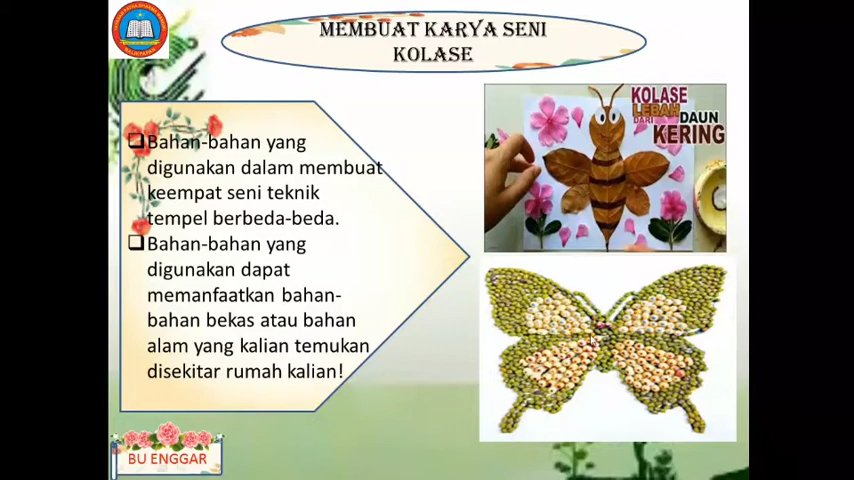 MEMBUAT KARYA SENI
KOLASE
Bahan-bahan yang
digunakan dalam membuat
keempat seni teknik
tempel berbeda-beda.
Bahan-bahan yang
digunakan dapat
memanfaatkan bahan-
bahan bekas atau bahan
alam yang kalian temukan
disekitar rumah kalian!
KOLASE
LEBAH
DARI DAUN
KERING
BU ENGGAR